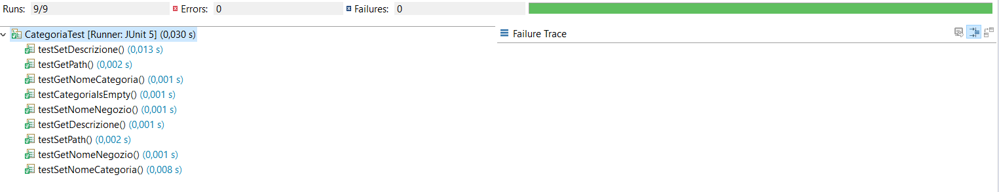 Runs: 9/9 Errors: 0 Failures: 0
CategoriaTest [Runner: JUnit 5] (0,030 s)
Failure Trace
testSetDescrizione() (0,013 s)
testGetPath() (0,002 s)
testGetNomeCategoria() (0,001 s)
testCategoriaIsEmpty() (0,001 s)
testSetNomeNegozio() (0,001 s)
testGetDescrizione() (0,001 s)
testSetPath() (0,002 s)
testGetNomeNegozio() (0,001 s)
testSetNomeCategoria() (0,008 s)